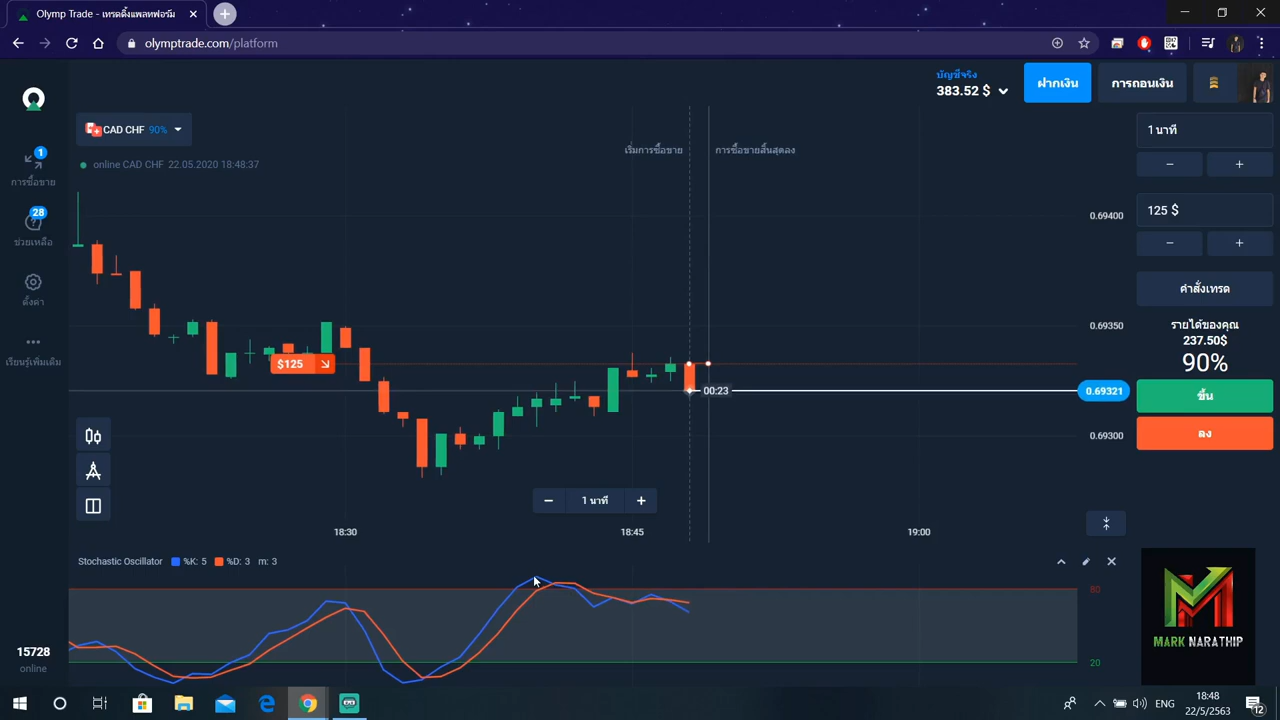 Olymp Trade - เทรดดิ้งแพลทฟอร์ม
olymptrade.com/platform
บัญชีจริง
383.52 $
ฝากเงิน
การถอนเงิน
CAD CHF 90%
online CAD CHF 22.05.2020 18:48:37
เริ่มการซื้อขาย
การซื้อขายสิ้นสุดลง
1 นาที
125 $
คำสั่งเทรด
รายได้ของคุณ
237.50$
90%
ขึ้น
ลง
1
การซื้อขาย
28
ช่วยเหลือ
ตั้งค่า
เรียนรู้เพิ่มเติม
0.69400
0.69350
0.69321
0.69300
$125
00:23
1 นาที
18:30
18:45
19:00
Stochastic Oscillator %K: 5 %D: 3 m: 3
80
20
15728
online
MARK NARATHIP
ENG
18:48
22/5/2563
12